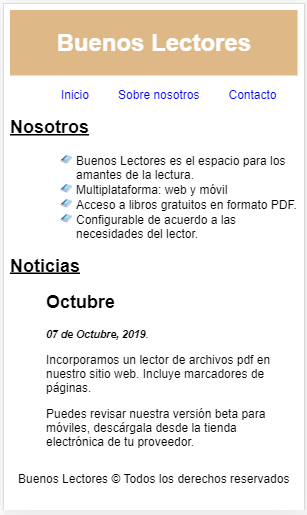 Buenos Lectores
Inicio Sobre nosotros Contacto
Nosotros
Buenos Lectores es el espacio para los
amantes de la lectura.
Multiplataforma: web y móvil
Acceso a libros gratuitos en formato PDF.
Configurable de acuerdo a las
necesidades del lector.
Noticias
Octubre
07 de Octubre, 2019.
Incorporamos un lector de archivos pdf en
nuestro sitio web. Incluye marcadores de
páginas.
Puedes revisar nuestra versión beta para
móviles, descárgala desde la tienda
electrónica de tu proveedor.
Buenos Lectores © Todos los derechos reservados